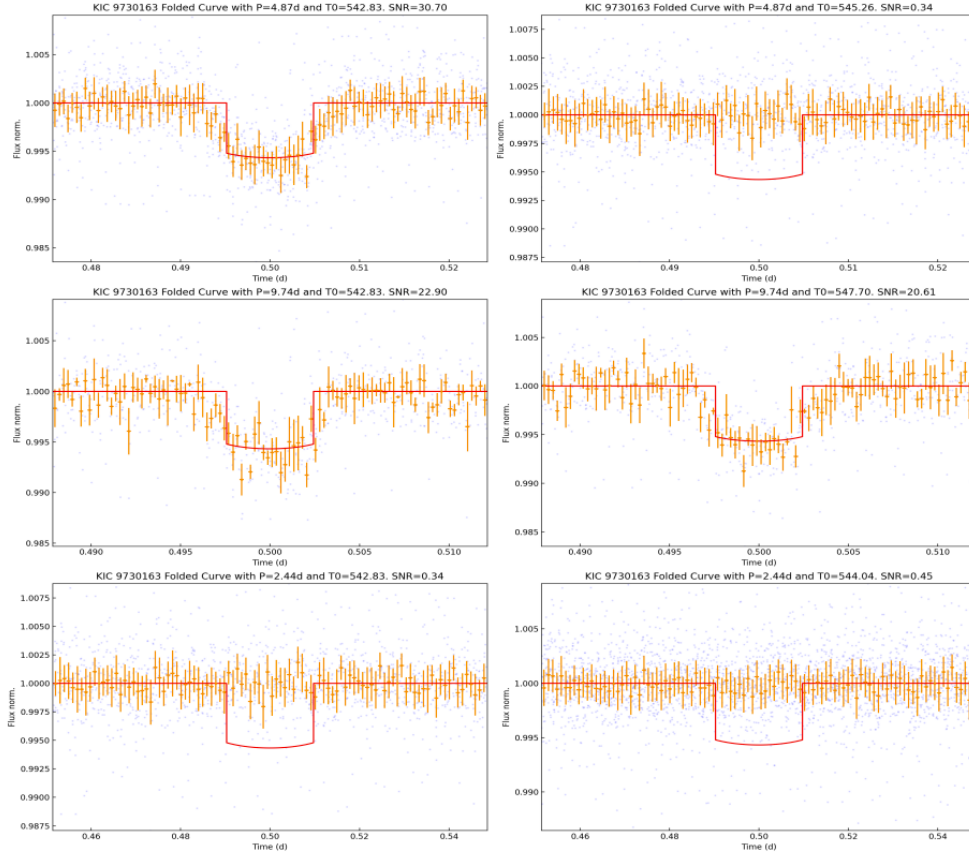 KIC 9730163 Folded Curve with P=4.87d and T0=542.83. SNR=30.70
Flux norm.
1.005
1.000
0.995
0.990
0.985
0.48 0.49 0.50 0.51 0.52
Time (d)
KIC 9730163 Folded Curve with P=4.87d and T0=545.26. SNR=0.34
Flux norm.
1.0075
1.0050
1.0025
1.0000
0.9975
0.9950
0.9925
0.9900
0.9875
0.48 0.49 0.50 0.51 0.52
Time (d)
KIC 9730163 Folded Curve with P=9.74d and T0=542.83. SNR=22.90
Flux norm.
1.005
1.000
0.995
0.990
0.985
0.490 0.495 0.500 0.505 0.510
Time (d)
KIC 9730163 Folded Curve with P=9.74d and T0=547.70. SNR=20.61
Flux norm.
1.005
1.000
0.995
0.990
0.985
0.490 0.495 0.500 0.505 0.510
Time (d)
KIC 9730163 Folded Curve with P=2.44d and T0=542.83. SNR=0.34
Flux norm.
1.0075
1.0050
1.0025
1.0000
0.9975
0.9950
0.9925
0.9900
0.9875
0.46 0.48 0.50 0.52 0.54
Time (d)
KIC 9730163 Folded Curve with P=2.44d and T0=544.04. SNR=0.45
Flux norm.
1.005
1.000
0.995
0.990
0.46 0.48 0.50 0.52 0.54
Time (d)